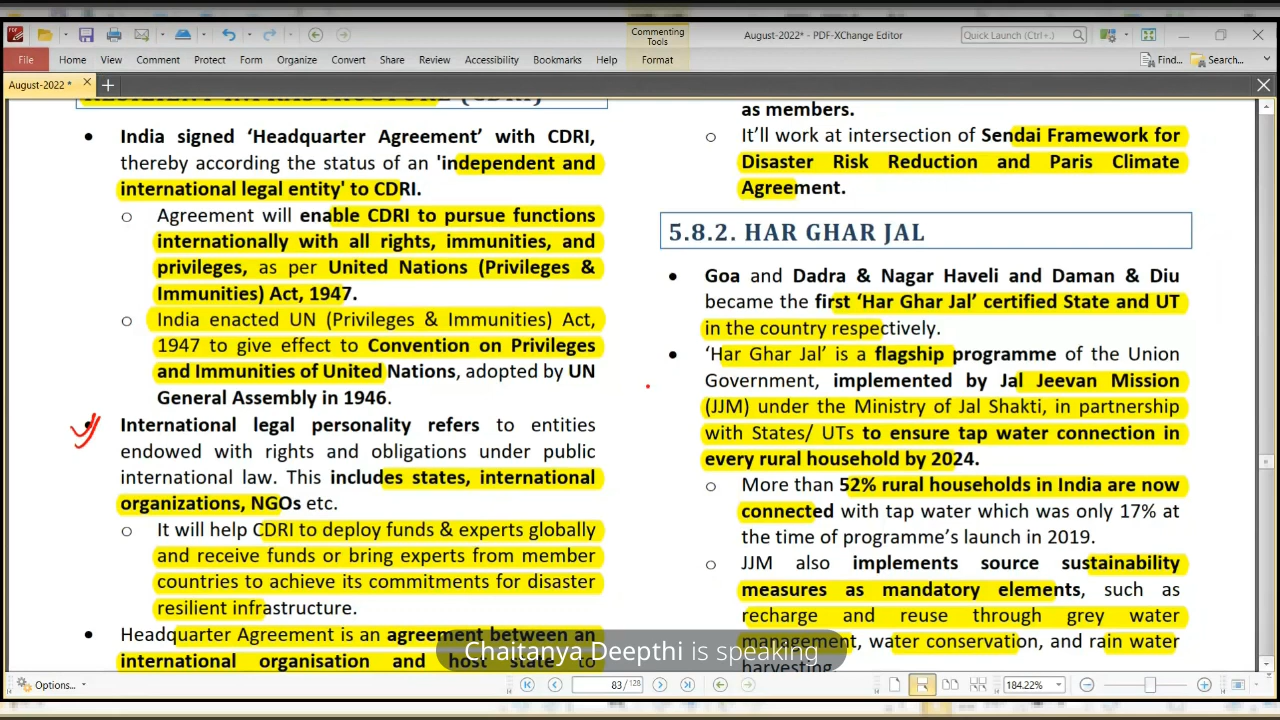 Commenting
Tools
August-2022* - PDF-XChange Editor
Quick Launch (Ctrl+.)
File
Home
View
Comment
Protect
Form
Organize
Convert
Share
Review
Accessibility
Bookmarks
Help
Format
Find...
Search...
August-2022 *
RESILIENT INFRASTRUCTURE (CDRI)
• India signed ‘Headquarter Agreement’ with CDRI,
thereby according the status of an 'independent and
international legal entity' to CDRI.
o Agreement will enable CDRI to pursue functions
internationally with all rights, immunities, and
privileges, as per United Nations (Privileges &
Immunities) Act, 1947.
o India enacted UN (Privileges & Immunities) Act,
1947 to give effect to Convention on Privileges
and Immunities of United Nations, adopted by UN
General Assembly in 1946.
• International legal personality refers to entities
endowed with rights and obligations under public
international law. This includes states, international
organizations, NGOs etc.
o It will help CDRI to deploy funds & experts globally
and receive funds or bring experts from member
countries to achieve its commitments for disaster
resilient infrastructure.
• Headquarter Agreement is an agreement between an
international organisation and host state to
as members.
o It’ll work at intersection of Sendai Framework for
Disaster Risk Reduction and Paris Climate
Agreement.
5.8.2. HAR GHAR JAL
• Goa and Dadra & Nagar Haveli and Daman & Diu
became the first ‘Har Ghar Jal’ certified State and UT
in the country respectively.
• ‘Har Ghar Jal’ is a flagship programme of the Union
Government, implemented by Jal Jeevan Mission
(JJM) under the Ministry of Jal Shakti, in partnership
with States/ UTs to ensure tap water connection in
every rural household by 2024.
o More than 52% rural households in India are now
connected with tap water which was only 17% at
the time of programme’s launch in 2019.
o JJM also implements source sustainability
measures as mandatory elements, such as
recharge and reuse through grey water
management, water conservation, and rain water
harvesting
Chaitanya Deepthi is speaking
Options...
83 / 128
184.22%